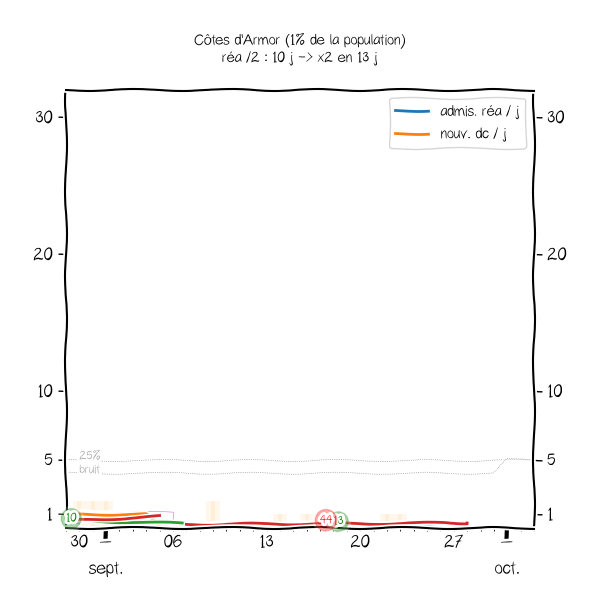 Côtes d'Armor (1% de la population)
réa /2 : 10 j -> x2 en 13 j
admis. réa / j
nouv. dc / j
30 30
20 20
10 10
25%
5 5
bruit
1 1
10 44 13
30 06 13 20 27
sept. oct.